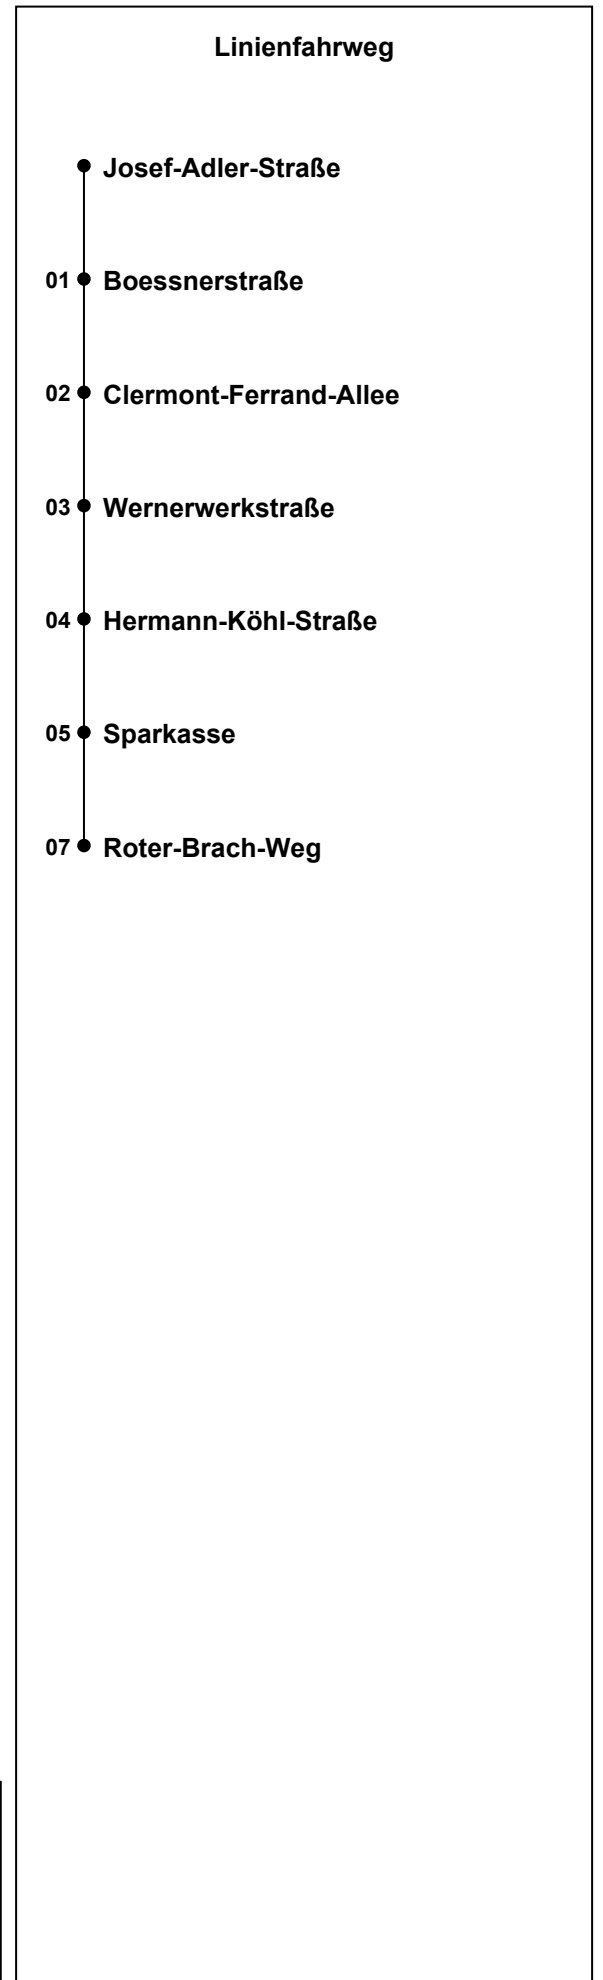 Linienfahrweg
Josef-Adler-Straße
01 Boessnerstraße
02 Clermont-Ferrand-Allee
03 Wernerwerkstraße
04 Hermann-Köhl-Straße
05 Sparkasse
07 Roter-Brach-Weg